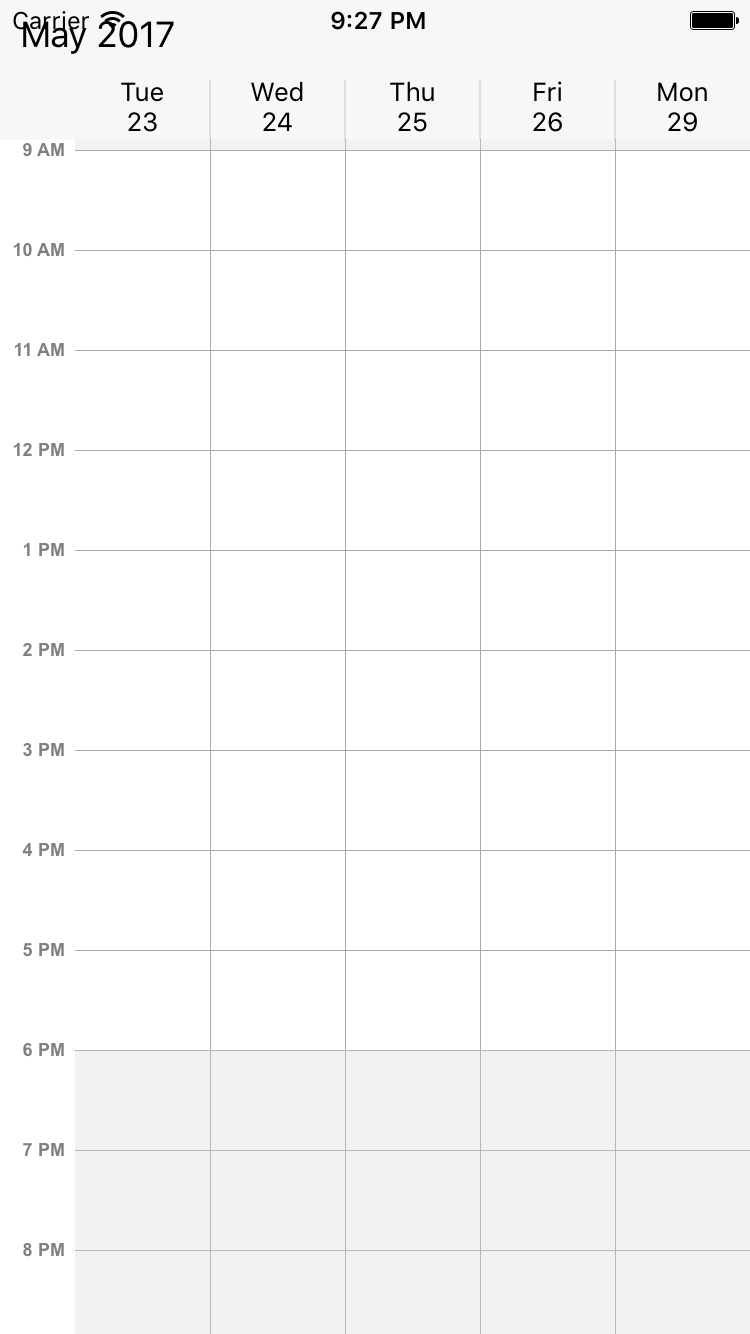 Carrier 9:27 PM
May 2017
Tue Wed Thu Fri Mon
23 24 25 26 29
9 AM
10 AM
11 AM
12 PM
1 PM
2 PM
3 PM
4 PM
5 PM
6 PM
7 PM
8 PM